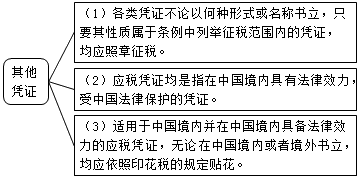 其他
凭证
（1）各类凭证不论以何种形式或名称书立，只
要其性质属于条例中列举征税范围内的凭证，
均应照章征税。
（2）应税凭证均是指在中国境内具有法律效力，
受中国法律保护的凭证。
（3）适用于中国境内并在中国境内具备法律效
力的应税凭证，无论在中国境内或者境外书立，
均应依照印花税的规定贴花。